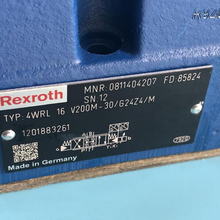 Rexroth
MNR: 0811404207 FD: 85824
SN: 12
TYP: 4WRL 16 V200M-30/G24Z4/M
1201883261
Made in Germany